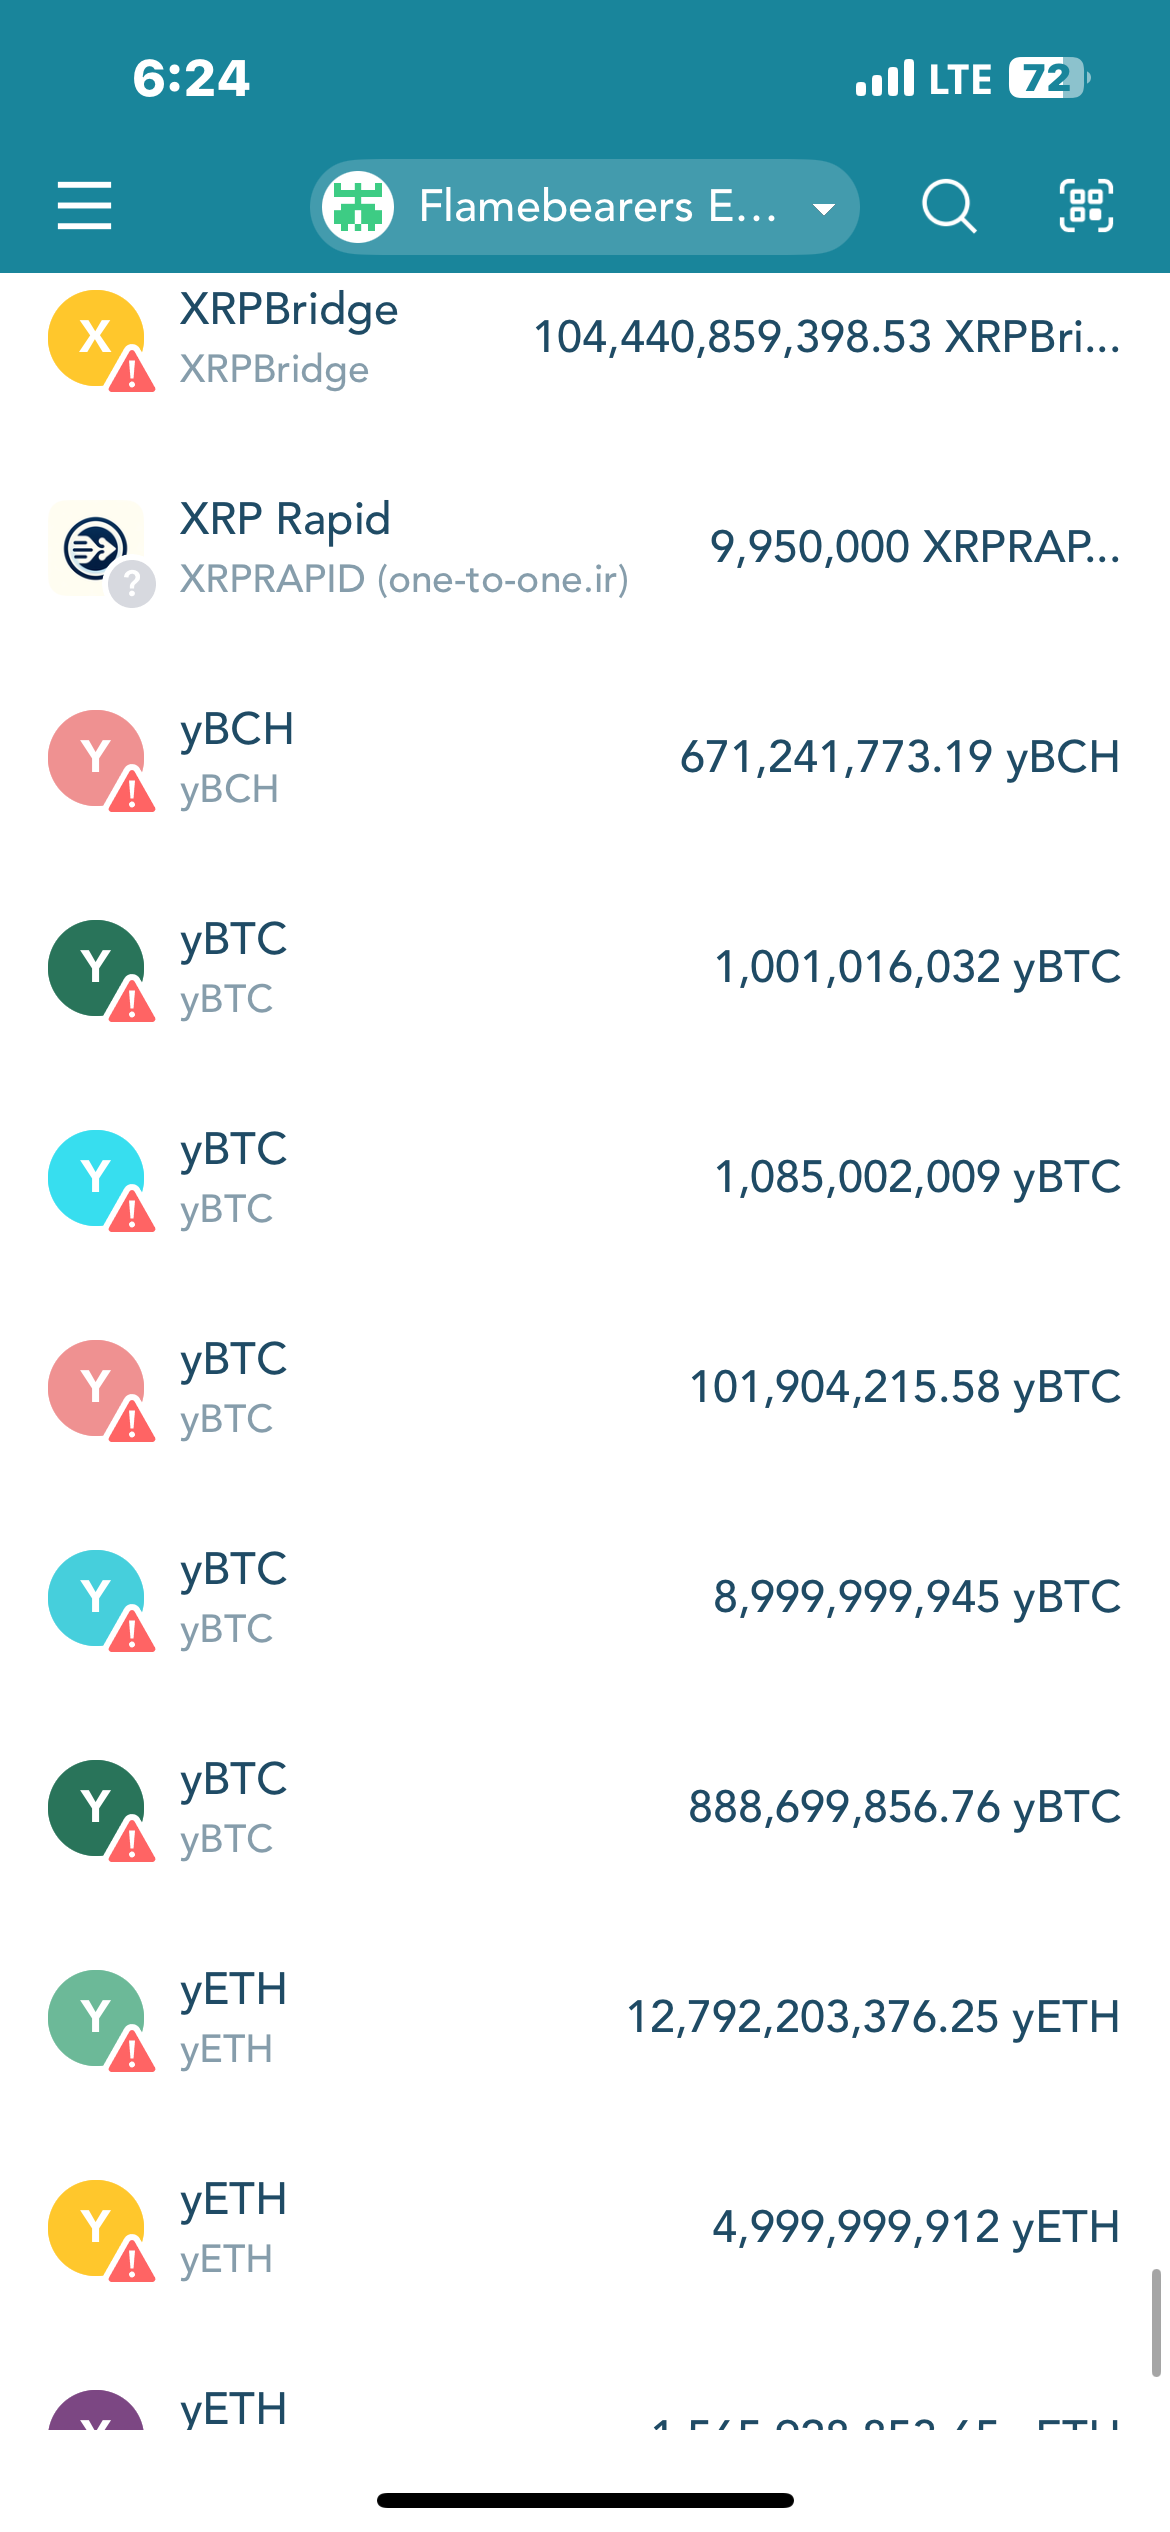 6:24
LTE 72
Flamebearers E...
X
XRPBridge
104,440,859,398.53 XRPBri...
XRPBridge
XRP Rapid
9,950,000 XRPRAP...
XRPRAPID (one-to-one.ir)
Y
yBCH
671,241,773.19 yBCH
yBCH
Y
yBTC
1,001,016,032 yBTC
yBTC
Y
yBTC
1,085,002,009 yBTC
yBTC
Y
yBTC
101,904,215.58 yBTC
yBTC
Y
yBTC
8,999,999,945 yBTC
yBTC
Y
yBTC
888,699,856.76 yBTC
yBTC
Y
yETH
12,792,203,376.25 yETH
yETH
Y
yETH
4,999,999,912 yETH
yETH
yETH